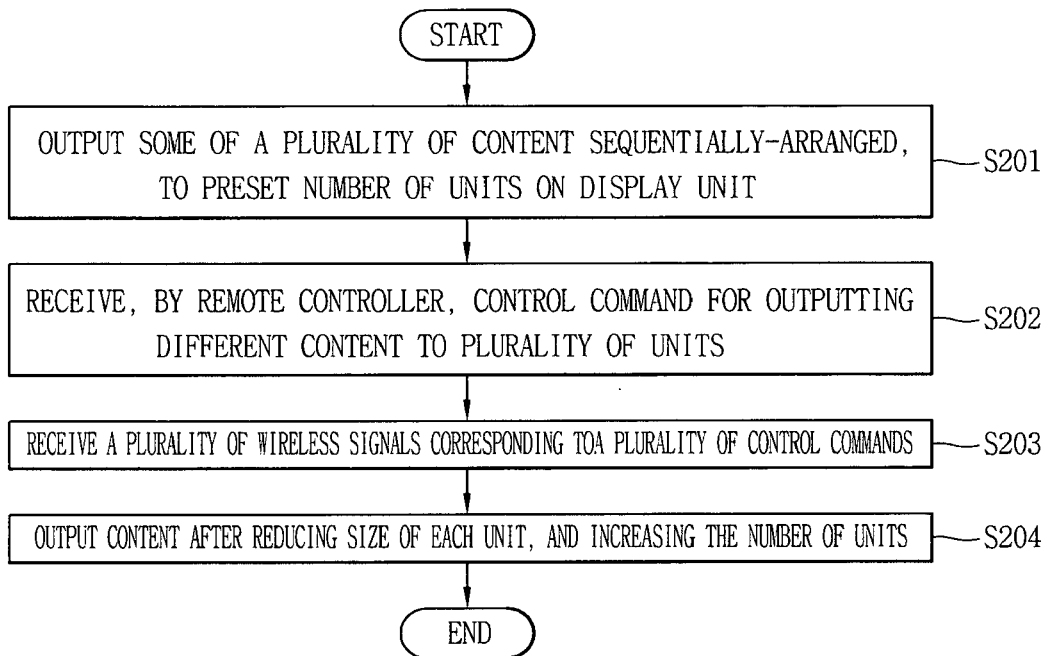 START
OUTPUT SOME OF A PLURALITY OF CONTENT SEQUENTIALLY-ARRANGED,
TO PRESET NUMBER OF UNITS ON DISPLAY UNIT
S201
RECEIVE, BY REMOTE CONTROLLER, CONTROL COMMAND FOR OUTPUTTING
DIFFERENT CONTENT TO PLURALITY OF UNITS
S202
RECEIVE A PLURALITY OF WIRELESS SIGNALS CORRESPONDING TOA PLURALITY OF CONTROL COMMANDS
S203
OUTPUT CONTENT AFTER REDUCING SIZE OF EACH UNIT, AND INCREASING THE NUMBER OF UNITS
S204
END